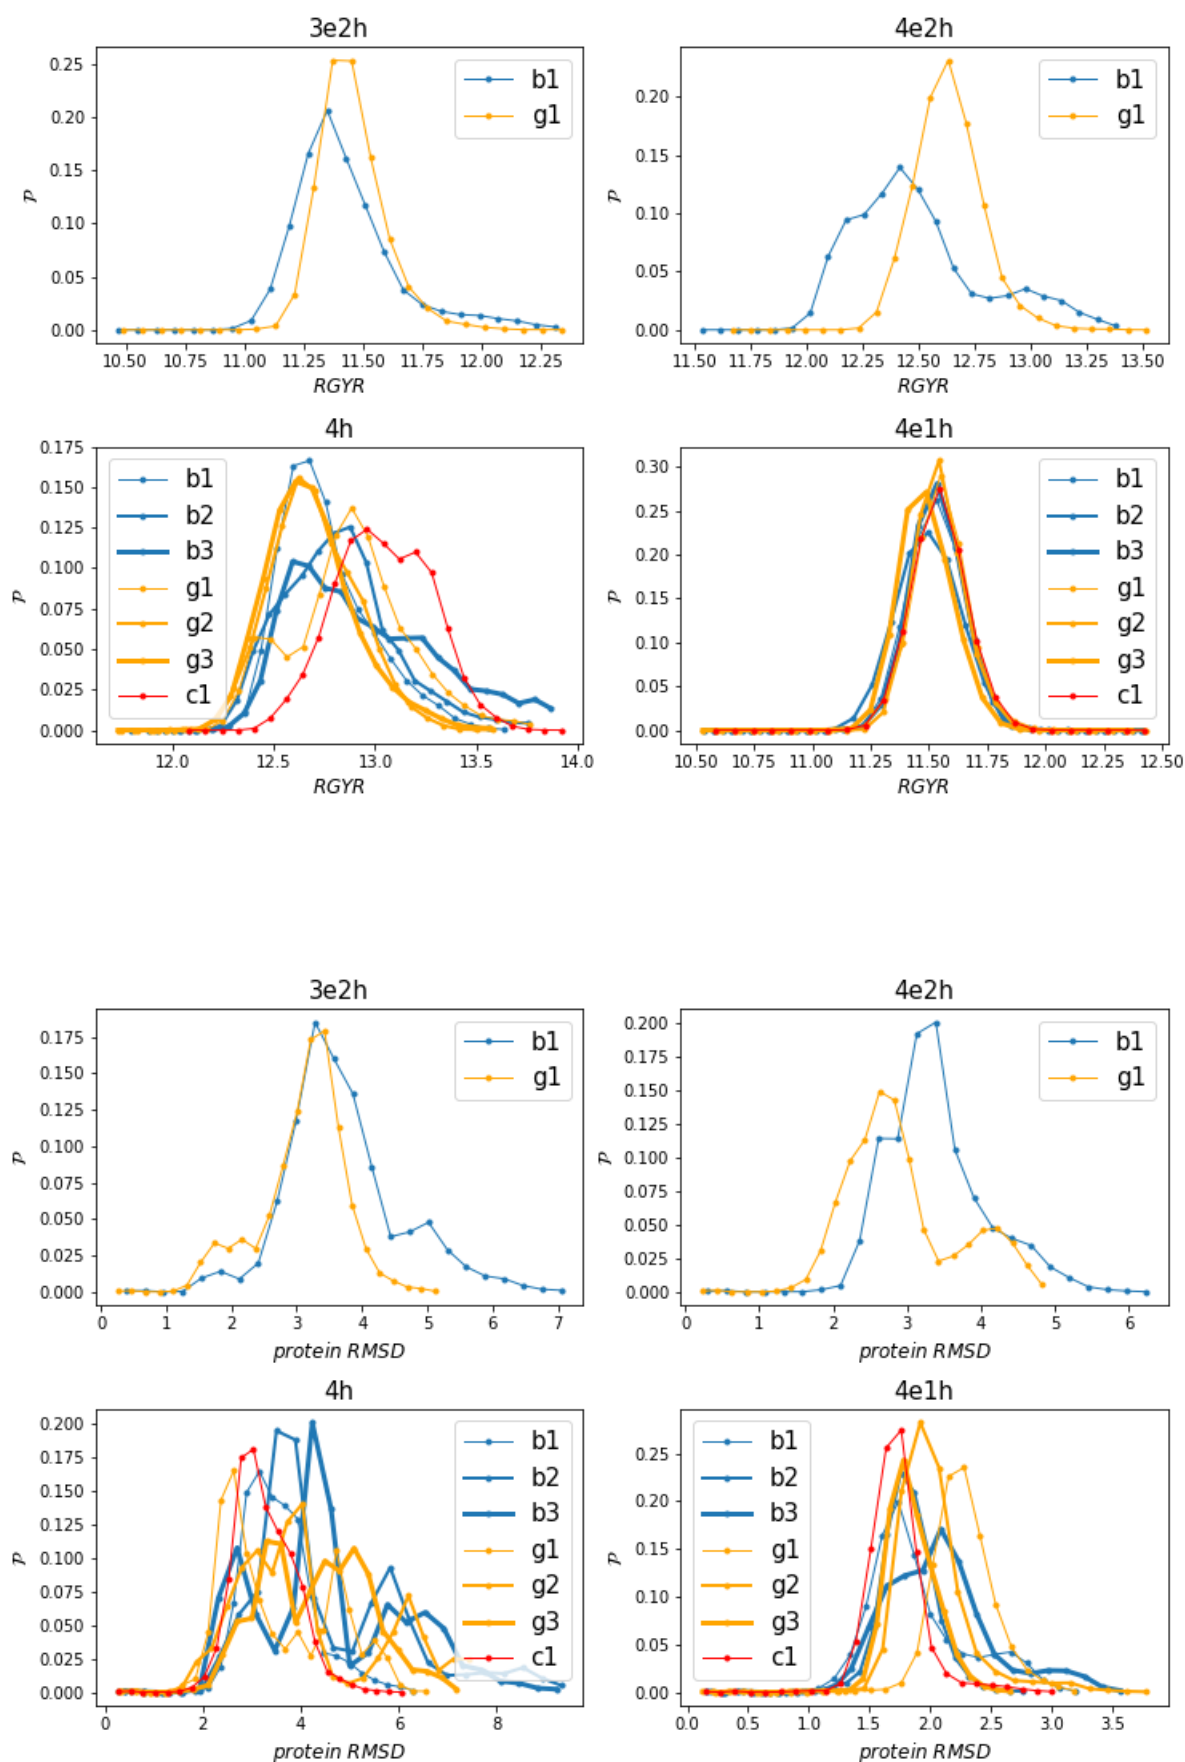 3e2h
4e2h
0.25
0.20
0.15
0.10
0.05
0.00
𝒫
b1
g1
10.50 10.75 11.00 11.25 11.50 11.75 12.00 12.25
RGYR
0.20
0.15
0.10
0.05
0.00
𝒫
b1
g1
11.50 11.75 12.00 12.25 12.50 12.75 13.00 13.25 13.50
RGYR
4h
4e1h
0.175
0.150
0.125
0.100
0.075
0.050
0.025
0.000
𝒫
b1
b2
b3
g1
g2
g3
c1
12.0 12.5 13.0 13.5 14.0
RGYR
0.30
0.25
0.20
0.15
0.10
0.05
0.00
𝒫
b1
b2
b3
g1
g2
g3
c1
10.50 10.75 11.00 11.25 11.50 11.75 12.00 12.25 12.50
RGYR
3e2h
4e2h
0.175
0.150
0.125
0.100
0.075
0.050
0.025
0.000
𝒫
b1
g1
0 1 2 3 4 5 6 7
protein RMSD
0.200
0.175
0.150
0.125
0.100
0.075
0.050
0.025
0.000
𝒫
b1
g1
0 1 2 3 4 5 6
protein RMSD
4h
4e1h
0.200
0.175
0.150
0.125
0.100
0.075
0.050
0.025
0.000
𝒫
b1
b2
b3
g1
g2
g3
c1
0 2 4 6 8
protein RMSD
0.25
0.20
0.15
0.10
0.05
0.00
𝒫
b1
b2
b3
g1
g2
g3
c1
0.0 0.5 1.0 1.5 2.0 2.5 3.0 3.5
protein RMSD